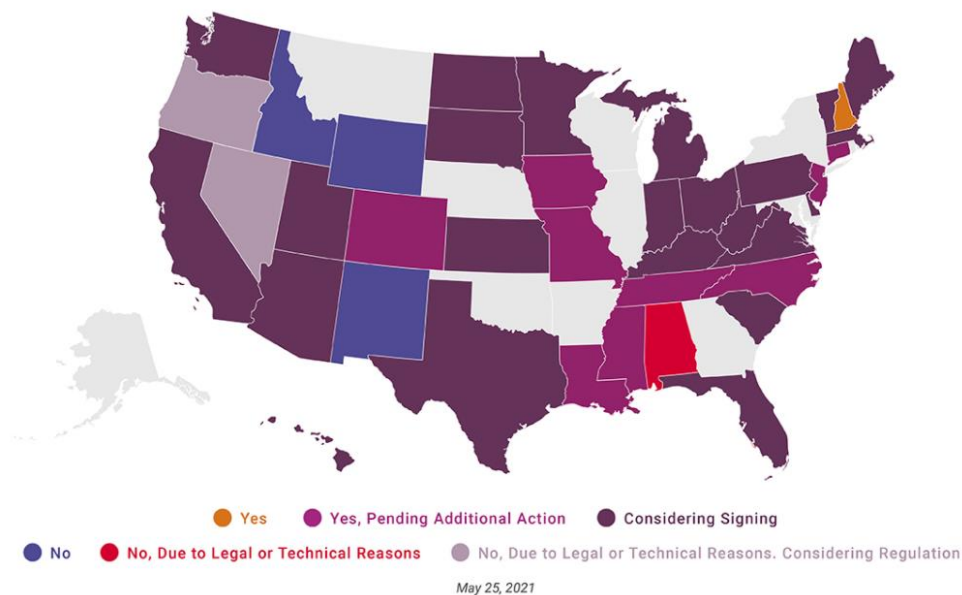 Yes Yes, Pending Additional Action Considering Signing
No No, Due to Legal or Technical Reasons No, Due to Legal or Technical Reasons. Considering Regulation
May 25, 2021